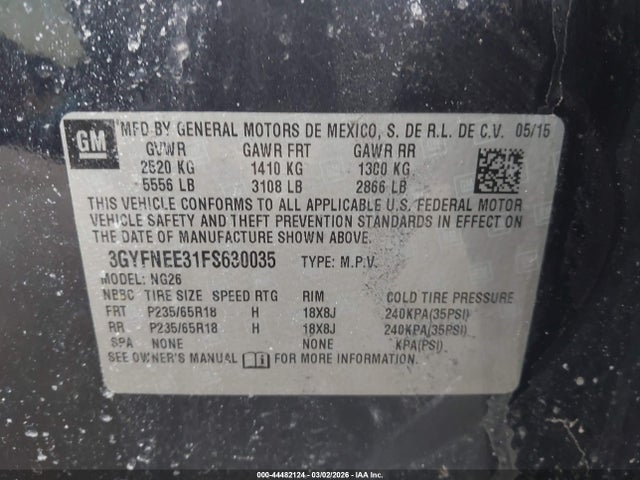 GM
MFD BY GENERAL MOTORS DE MEXICO, S. DE R.L. DE C.V. 05/15
GVWR GAWR FRT GAWR RR
2520 KG 1410 KG 1300 KG
5556 LB 3108 LB 2866 LB
THIS VEHICLE CONFORMS TO ALL APPLICABLE U.S. FEDERAL MOTOR
VEHICLE SAFETY AND THEFT PREVENTION STANDARDS IN EFFECT ON
THE DATE OF MANUFACTURE SHOWN ABOVE.
3GYFNEE31FS630035 TYPE: M.P.V.
MODEL: NG26
NEBC TIRE SIZE SPEED RTG RIM COLD TIRE PRESSURE
FRT P235/65R18 H 18X8J 240KPA(35PSI)
RR P235/65R18 H 18X8J 240KPA(35PSI)
SPA NONE NONE KPA(PSI)
SEE OWNER'S MANUAL FOR MORE INFORMATION.
000-44482124 - 03/02/2026 - IAA Inc.